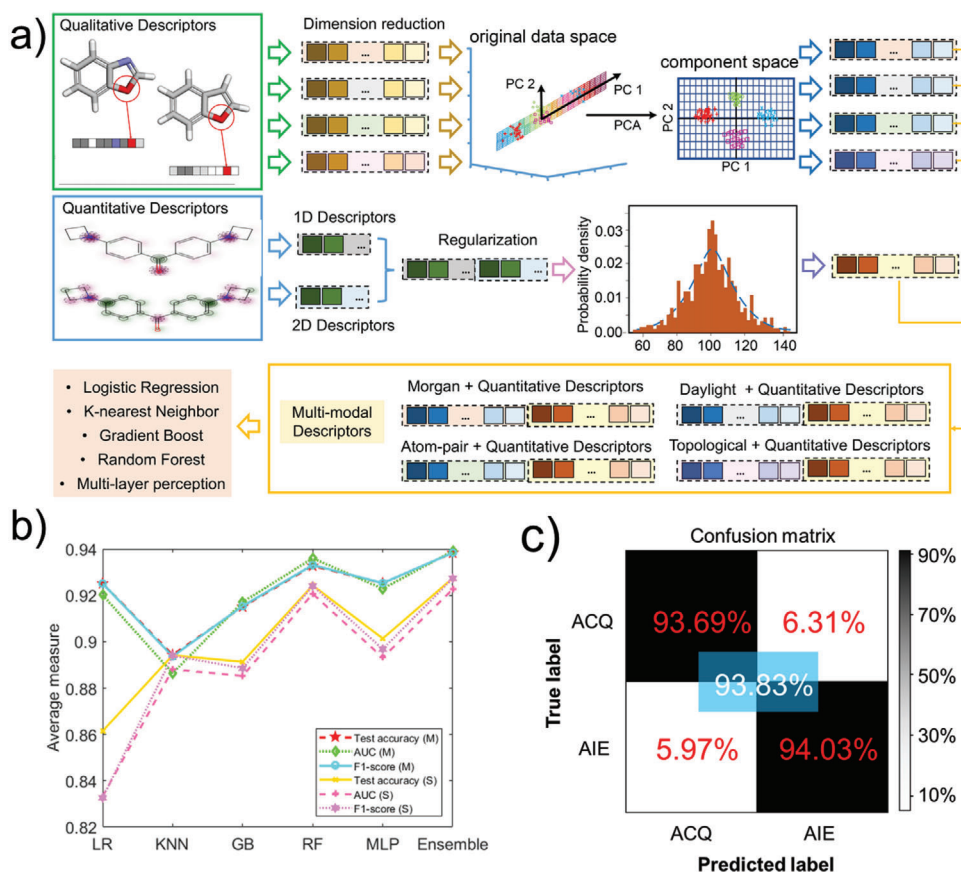 a)
Qualitative Descriptors
Dimension reduction
...
...
...
...
original data space
PC 2
PC 1
PCA
component space
PC 2
PC 1
...
...
...
...
Quantitative Descriptors
1D Descriptors
...
...
2D Descriptors
Regularization
...
...
Probability density
0.03
0.02
0.01
0.00
60
80
100
120
140
...
• Logistic Regression
• K-nearest Neighbor
• Gradient Boost
• Random Forest
• Multi-layer perception
Multi-modal
Descriptors
Morgan + Quantitative Descriptors
...
...
Daylight + Quantitative Descriptors
...
...
Atom-pair + Quantitative Descriptors
...
...
Topological + Quantitative Descriptors
...
...
b)
Average measure
0.94
0.92
0.9
0.88
0.86
0.84
0.82
Test accuracy (M)
AUC (M)
F1-score (M)
Test accuracy (S)
AUC (S)
F1-score (S)
LR
KNN
GB
RF
MLP
Ensemble
c)
Confusion matrix
True label
ACQ
AIE
93.69%
6.31%
93.83%
5.97%
94.03%
ACQ
AIE
Predicted label
90%
70%
50%
30%
10%